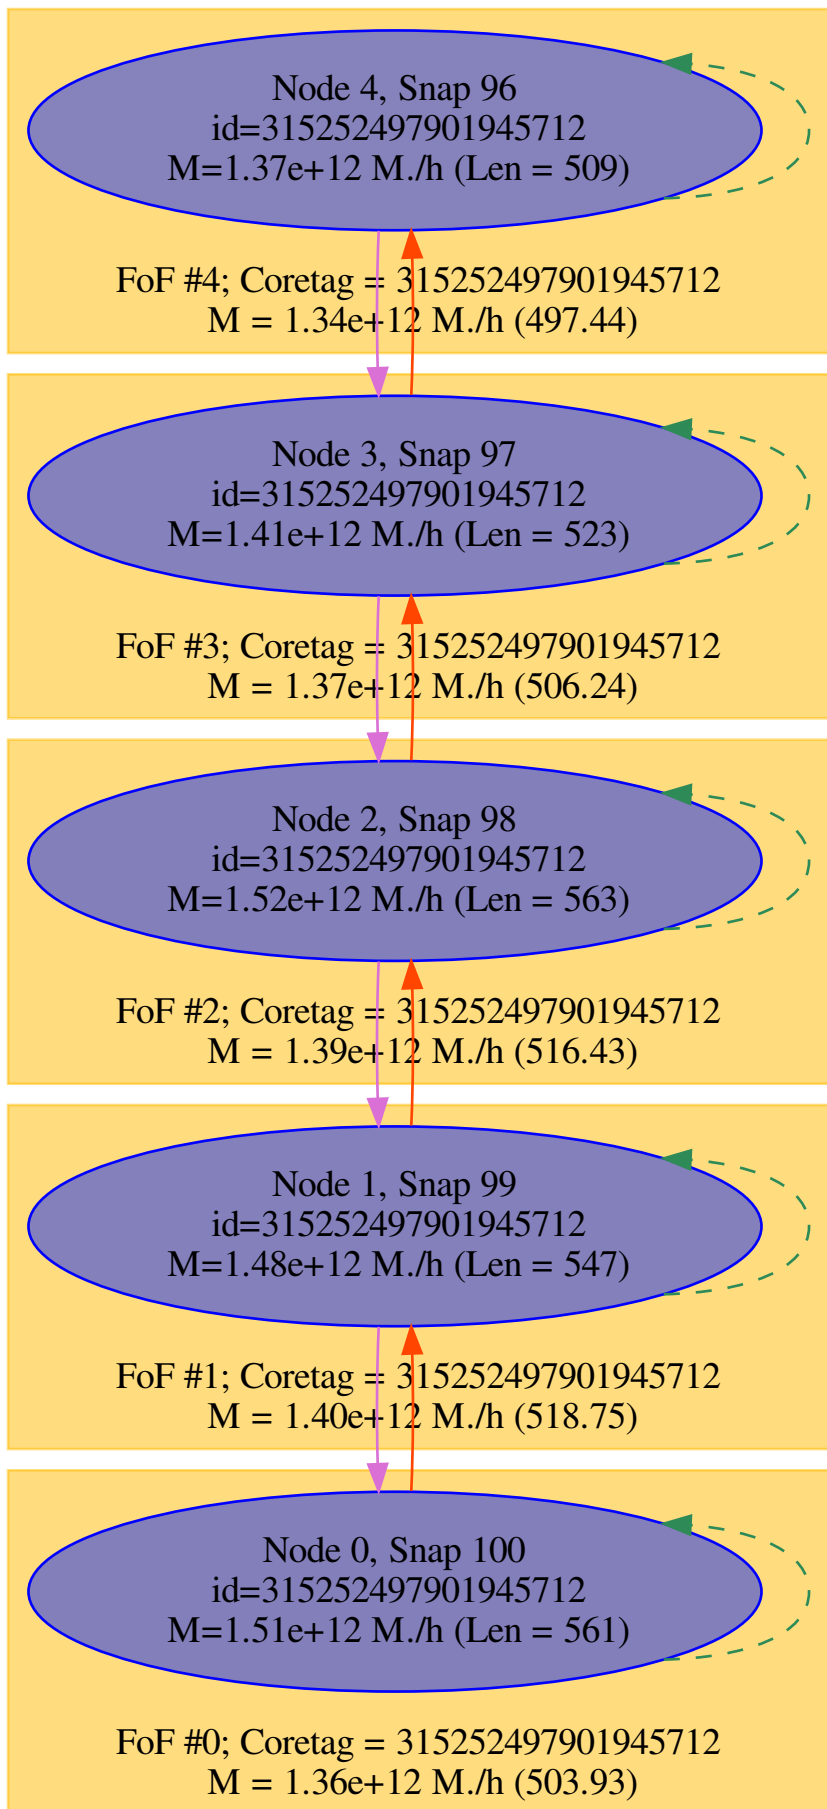 Node 4, Snap 96
id=315252497901945712
M=1.37e+12 M./h (Len = 509)
FoF #4; Coretag = 315252497901945712
M = 1.34e+12 M./h (497.44)
Node 3, Snap 97
id=315252497901945712
M=1.41e+12 M./h (Len = 523)
FoF #3; Coretag = 315252497901945712
M = 1.37e+12 M./h (506.24)
Node 2, Snap 98
id=315252497901945712
M=1.52e+12 M./h (Len = 563)
FoF #2; Coretag = 315252497901945712
M = 1.39e+12 M./h (516.43)
Node 1, Snap 99
id=315252497901945712
M=1.48e+12 M./h (Len = 547)
FoF #1; Coretag = 315252497901945712
M = 1.40e+12 M./h (518.75)
Node 0, Snap 100
id=315252497901945712
M=1.51e+12 M./h (Len = 561)
FoF #0; Coretag = 315252497901945712
M = 1.36e+12 M./h (503.93)